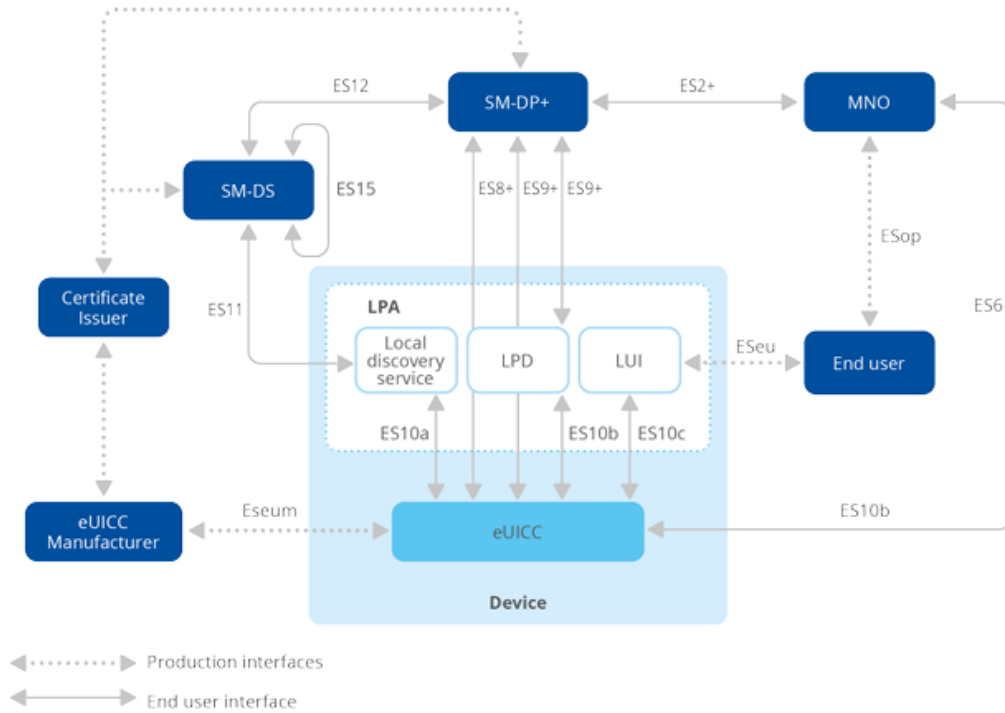 ES12
SM-DP+
ES2+
MNO
SM-DS
ES15
ES8+
ES9+
ES9+
ESop
Certificate
Issuer
ES11
LPA
ES6
Local
discovery
service
LPD
LUI
ESeu
End user
ES10a
ES10b
ES10c
eUICC
Manufacturer
Eseum
eUICC
ES10b
Device
Production interfaces
End user interface